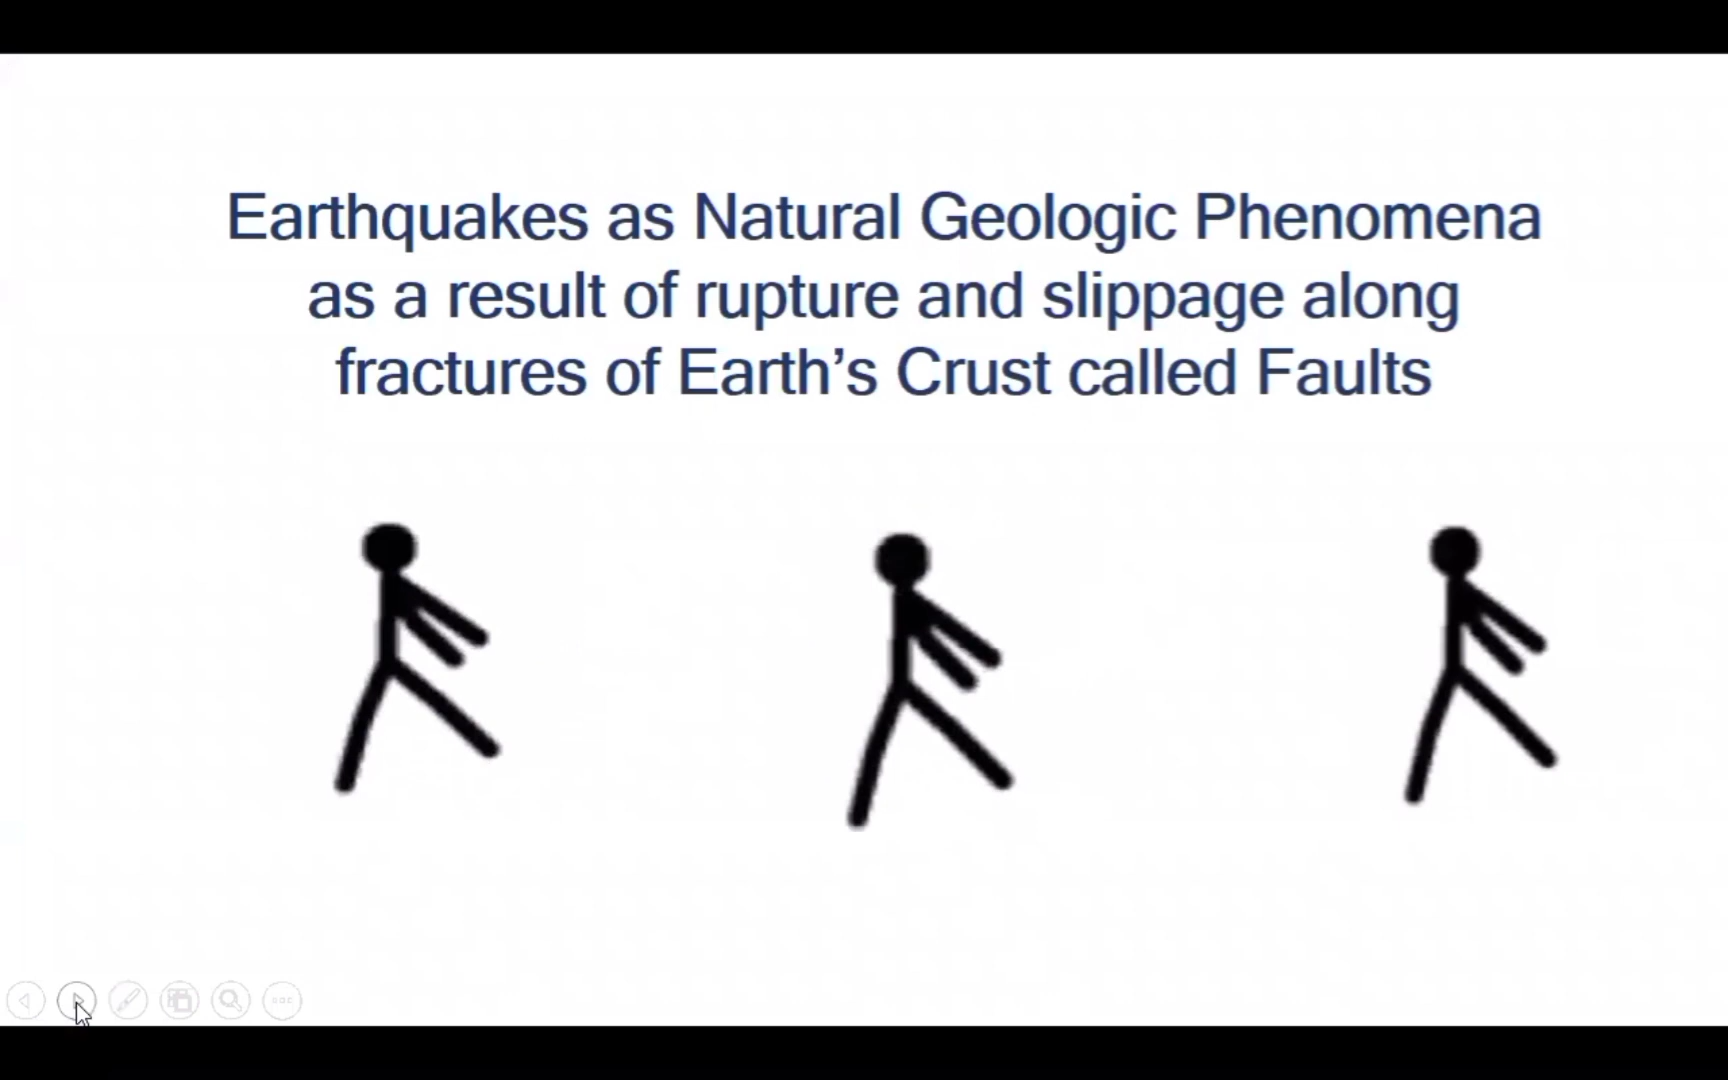 Earthquakes as Natural Geologic Phenomena
as a result of rupture and slippage along
fractures of Earth’s Crust called Faults